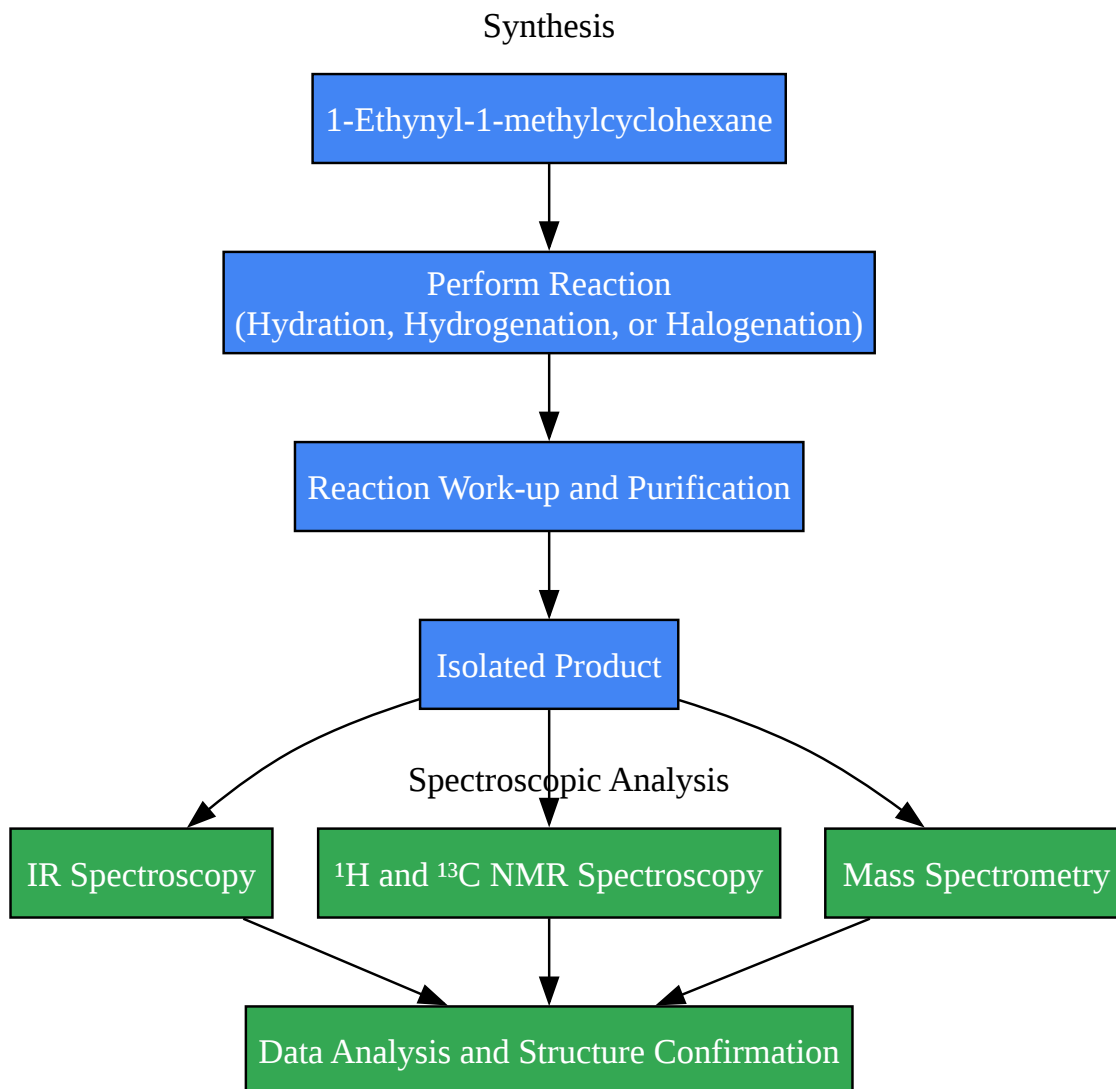 Synthesis
1-Ethynyl-1-methylcyclohexane
Perform Reaction
(Hydration, Hydrogenation, or Halogenation)
Reaction Work-up and Purification
Isolated Product
Spectroscopic Analysis
IR Spectroscopy
¹H and ¹³C NMR Spectroscopy
Mass Spectrometry
Data Analysis and Structure Confirmation